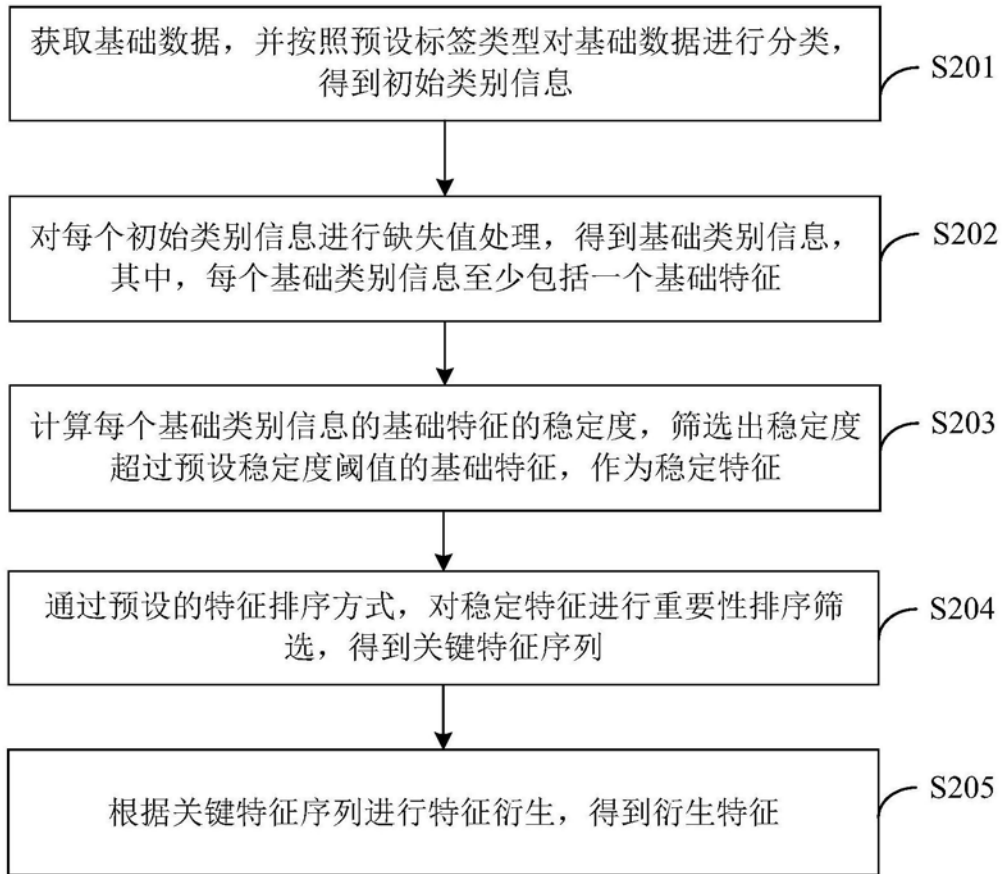 获取基础数据，并按照预设标签类型对基础数据进行分类，
得到初始类别信息
S201
对每个初始类别信息进行缺失值处理，得到基础类别信息，
其中，每个基础类别信息至少包括一个基础特征
S202
计算每个基础类别信息的基础特征的稳定度，筛选出稳定度
超过预设稳定度阈值的基础特征，作为稳定特征
S203
通过预设的特征排序方式，对稳定特征进行重要性排序筛
选，得到关键特征序列
S204
根据关键特征序列进行特征衍生，得到衍生特征
S205